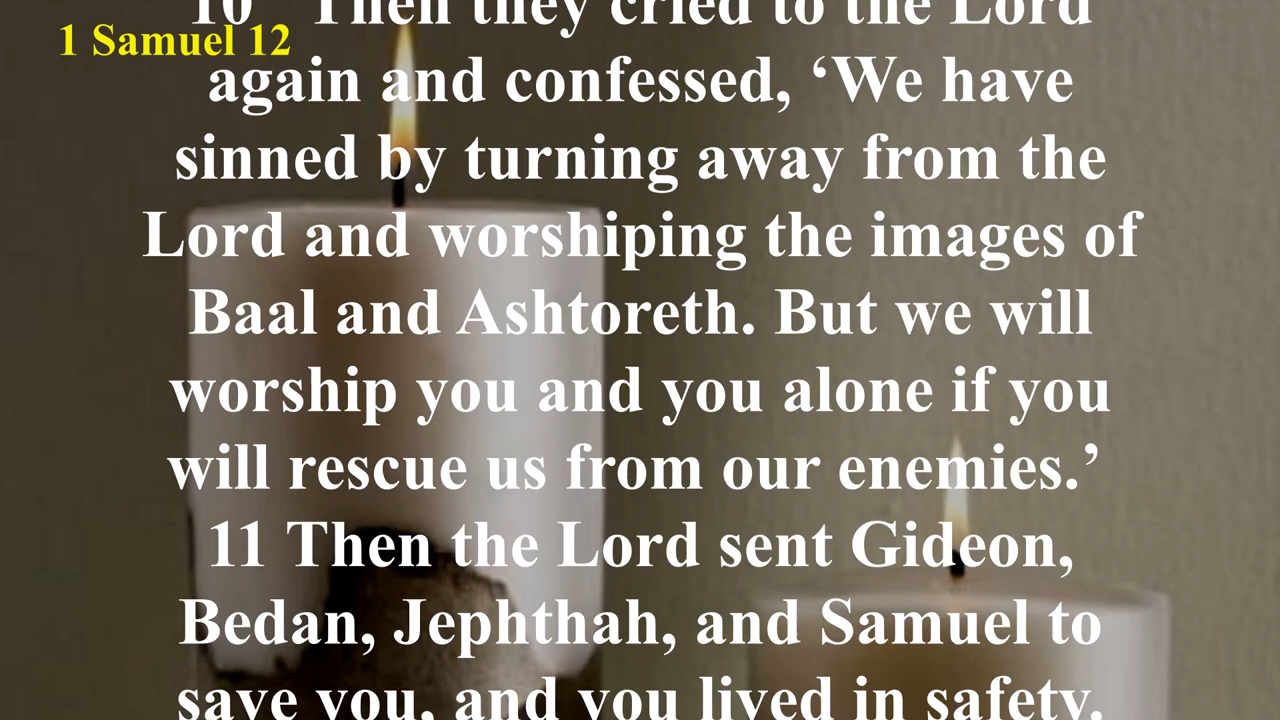 1 Samuel 12
10 “Then they cried to the Lord
again and confessed, ‘We have
sinned by turning away from the
Lord and worshiping the images of
Baal and Ashtoreth. But we will
worship you and you alone if you
will rescue us from our enemies.’
11 Then the Lord sent Gideon,
Bedan, Jephthah, and Samuel to
save you, and you lived in safety.